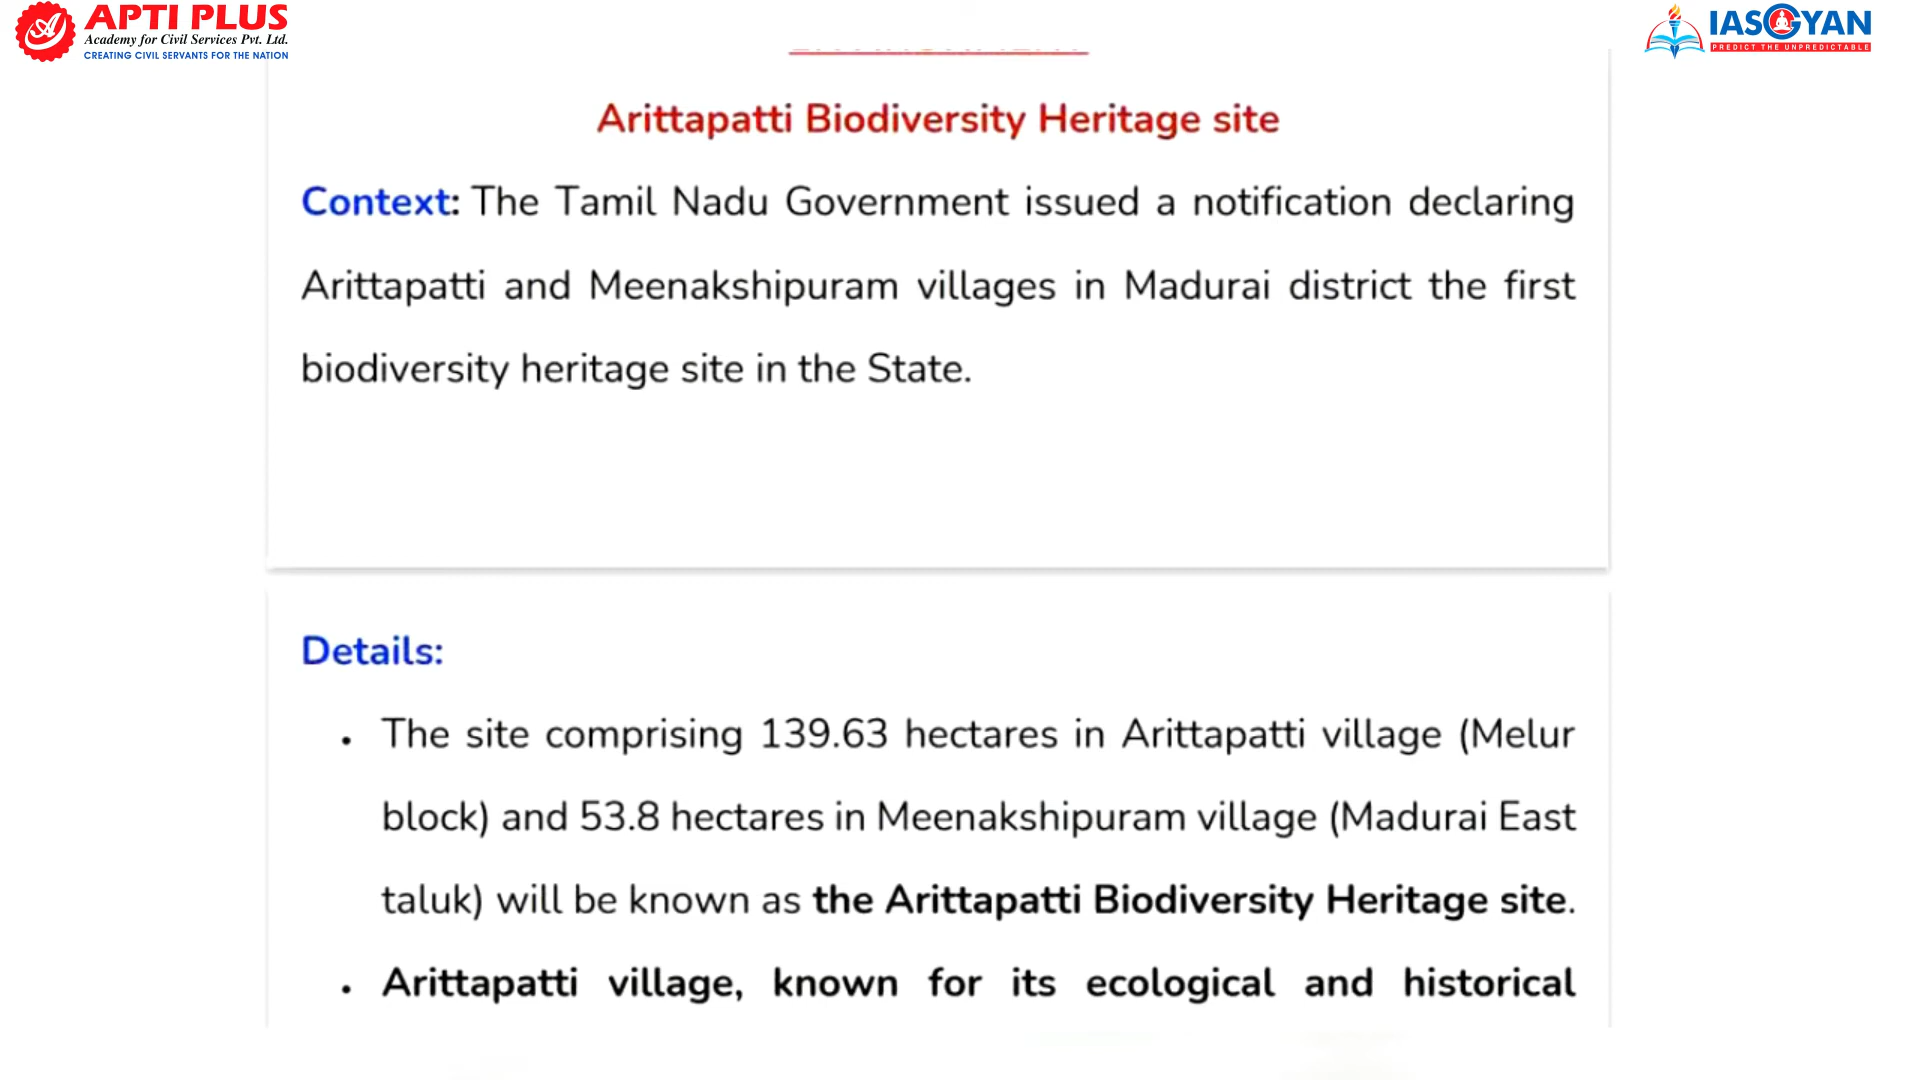 APTI PLUS
Academy for Civil Services Pvt. Ltd.
CREATING CIVIL SERVANTS FOR THE NATION
IASGYAN
PREDICT THE UNPREDICTABLE
Arittapatti Biodiversity Heritage site
Context: The Tamil Nadu Government issued a notification declaring
Arittapatti and Meenakshipuram villages in Madurai district the first
biodiversity heritage site in the State.
Details:
• The site comprising 139.63 hectares in Arittapatti village (Melur
block) and 53.8 hectares in Meenakshipuram village (Madurai East
taluk) will be known as the Arittapatti Biodiversity Heritage site.
• Arittapatti village, known for its ecological and historical